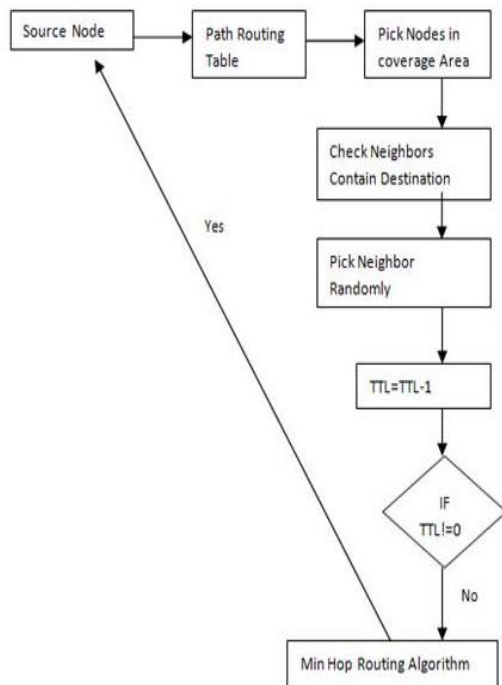 Source Node
Path Routing
Table
Pick Nodes in
coverage Area
Check Neighbors
Contain Destination
Yes
Pick Neighbor
Randomly
TTL=TTL-1
IF
TTL!=0
No
Min Hop Routing Algorithm